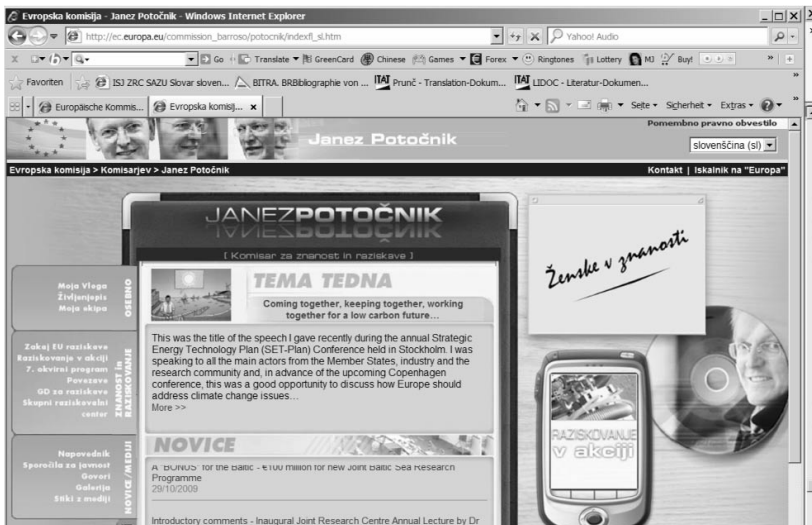 Evropska komisija - Janez Potočnik - Windows Internet Explorer
http://ec.europa.eu/commission_barroso/potocnik/indexfl_sl.htm
Yahoo! Audio
Go
Translate
GreenCard
Chinese
Games
Forex
Ringtones
Lottery
MJ
Buy!
Favoriten
ISJ ZRC SAZU Slovar sloven...
BITRA. BRBibliographie von ...
Prunč - Translation-Dokum...
LIDOC - Literatur-Dokumen...
Europäische Kommis...
Evropska komisij...
Seite
Sicherheit
Extras
Pomembno pravno obvestilo
Janez Potočnik
slovenščina (sl)
Evropska komisija > Komisarjev > Janez Potočnik
Kontakt | Iskalnik na "Europa"
JANEZPOTOČNIK
[ Komisar za znanost in raziskave ]
OSEBNO
Moja Vloga
Življenjepis
Moja ekipa
ZNANOST in RAZISKOVANJE
Zakaj EU raziskave
Raziskovanje v akciji
7. okvirni program
Povezave
GD za raziskave
Skupni raziskovalni
center
NOVICE/MEDIJI
Napovednik
Sporočila za javnost
Govori
Galerija
Stiki z mediji
TEMA TEDNA
Coming together, keeping together, working
together for a low carbon future…
This was the title of the speech I gave recently during the annual Strategic
Energy Technology Plan (SET-Plan) Conference held in Stockholm. I was
speaking to all the main actors from the Member States, industry and the
research community and, in advance of the upcoming Copenhagen
conference, this was a good opportunity to discuss how Europe should
address climate change issues…
More >>
NOVICE
A 'BONUS' for the Baltic - €100 million for new Joint Baltic Sea Research
Programme
29/10/2009
Introductory comments - Inaugural Joint Research Centre Annual Lecture by Dr
Ženske v znanosti
RAZISKOVANJE
v akciji